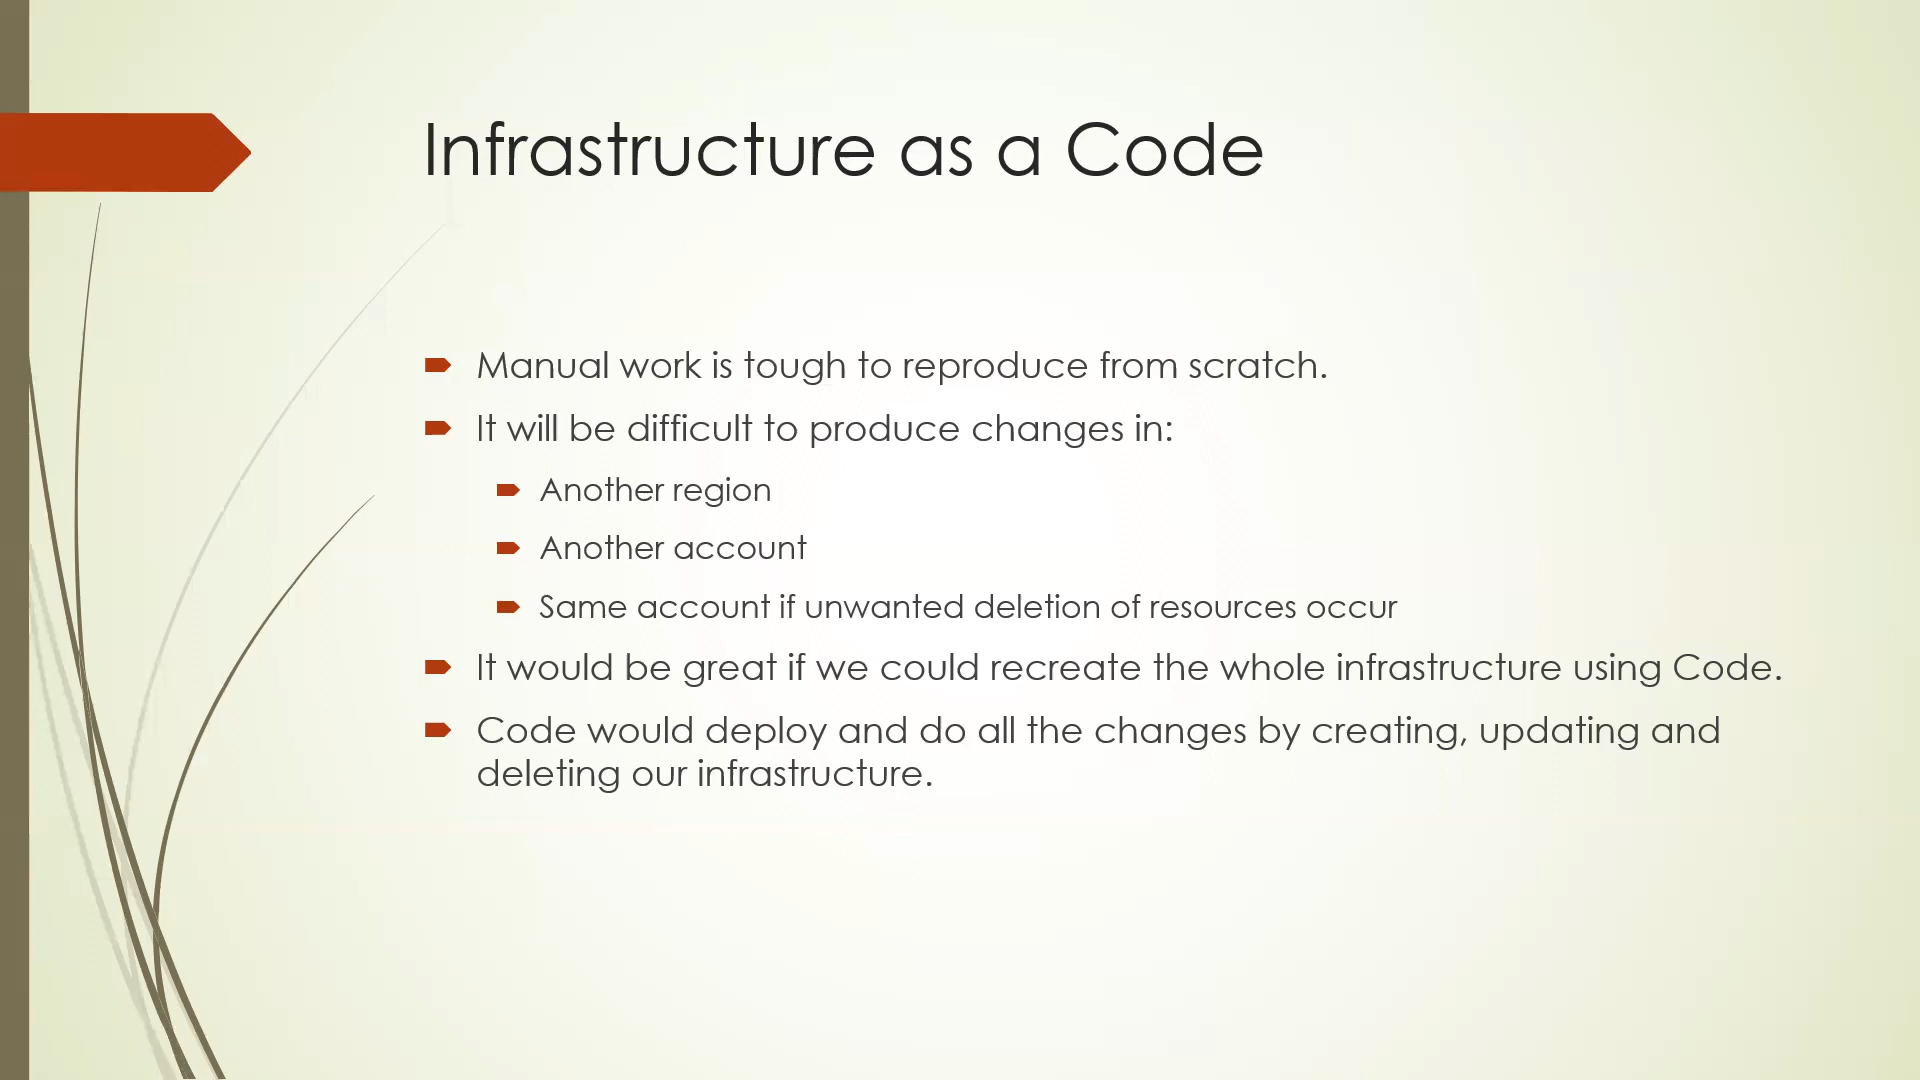 Infrastructure as a Code
Manual work is tough to reproduce from scratch.
It will be difficult to produce changes in:
Another region
Another account
Same account if unwanted deletion of resources occur
It would be great if we could recreate the whole infrastructure using Code.
Code would deploy and do all the changes by creating, updating and
deleting our infrastructure.